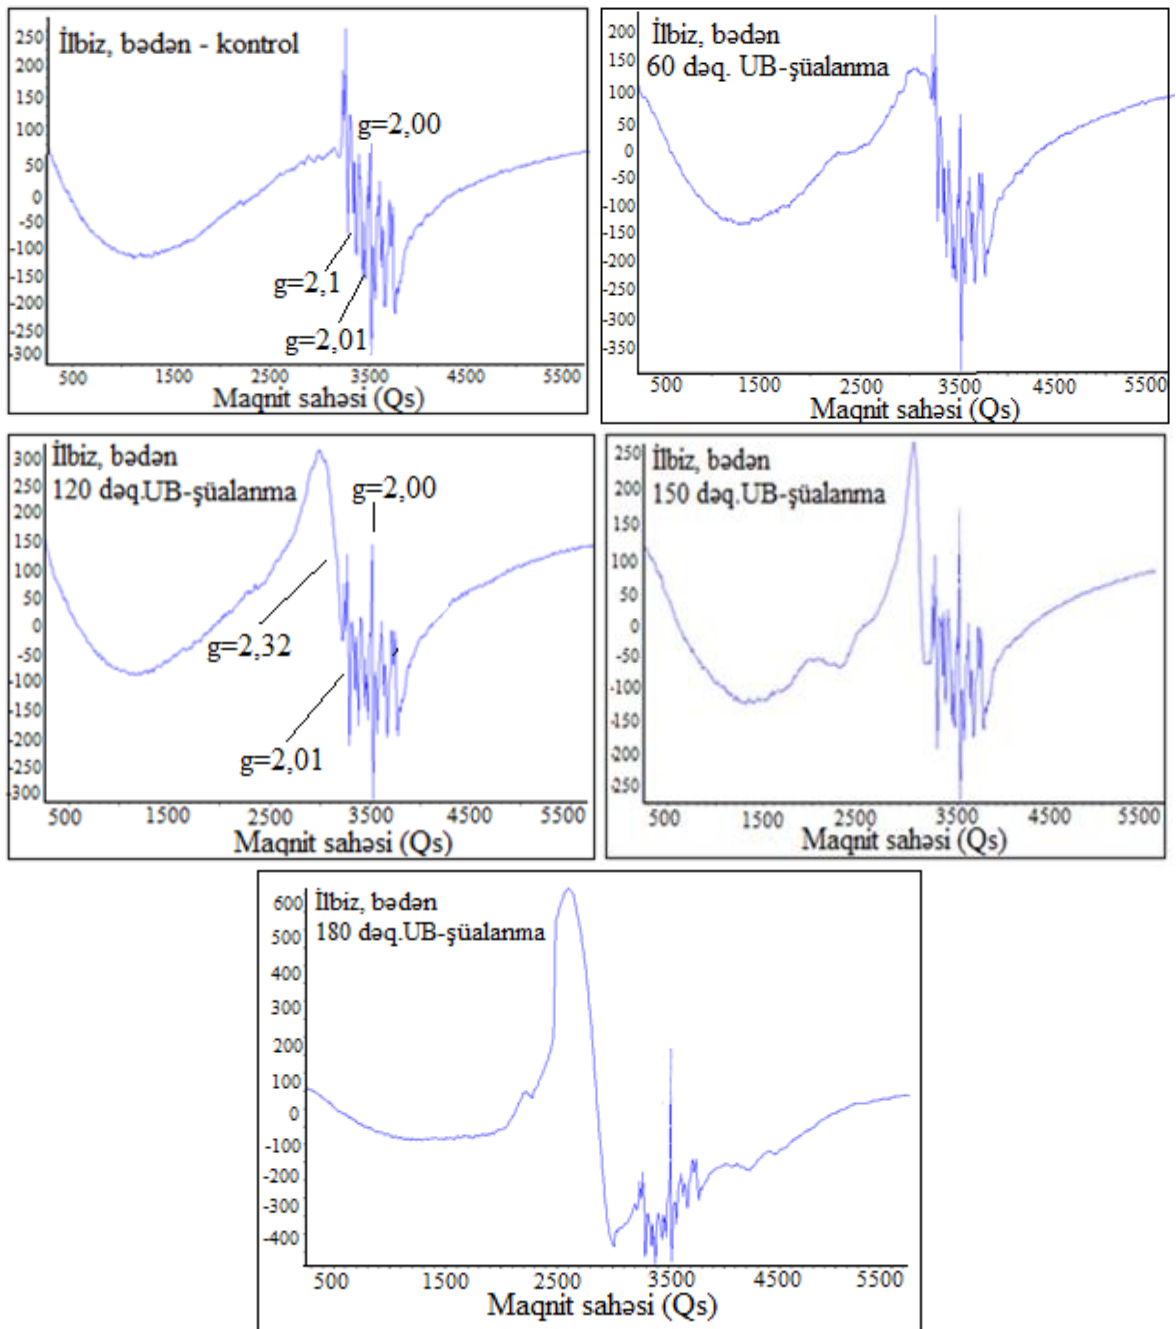 İlbiz, bədən - kontrol
250
200
150
100
50
0
-50
-100
-150
-200
-250
-300
g=2,00
g=2,1
g=2,01
500 1500 2500 3500 4500 5500
Maqnit sahəsi (Qs)
İlbiz, bədən
60 dəq. UB-şüalanma
200
150
100
50
0
-50
-100
-150
-200
-250
-300
-350
500 1500 2500 3500 4500 5500
Maqnit sahəsi (Qs)
İlbiz, bədən
120 dəq.UB-şüalanma
300
250
200
150
100
50
0
-50
-100
-150
-200
-250
-300
g=2,00
g=2,32
g=2,01
500 1500 2500 3500 4500 5500
Maqnit sahəsi (Qs)
İlbiz, bədən
150 dəq.UB-şüalanma
250
200
150
100
50
0
-50
-100
-150
-200
-250
500 1500 2500 3500 4500 5500
Maqnit sahəsi (Qs)
İlbiz, bədən
180 dəq.UB-şüalanma
600
500
400
300
200
100
0
-100
-200
-300
-400
500 1500 2500 3500 4500 5500
Maqnit sahəsi (Qs)